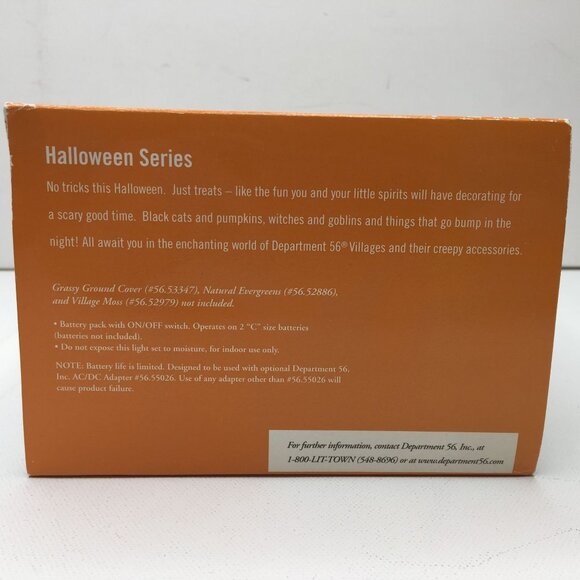 Halloween Series
No tricks this Halloween. Just treats – like the fun you and your little spirits will have decorating for
a scary good time. Black cats and pumpkins, witches and goblins and things that go bump in the
night! All await you in the enchanting world of Department 56® Villages and their creepy accessories.
Grassy Ground Cover (#56.53347), Natural Evergreens (#56.52886),
and Village Moss (#56.52979) not included.
• Battery pack with ON/OFF switch. Operates on 2 "C" size batteries
(batteries not included).
• Do not expose this light set to moisture, for indoor use only.
NOTE: Battery life is limited. Designed to be used with optional Department 56,
Inc. AC/DC Adapter #56.55026. Use of any adapter other than #56.55026 will
cause product failure.
For further information, contact Department 56, Inc., at
1-800-LIT-TOWN (548-8696) or at www.department56.com